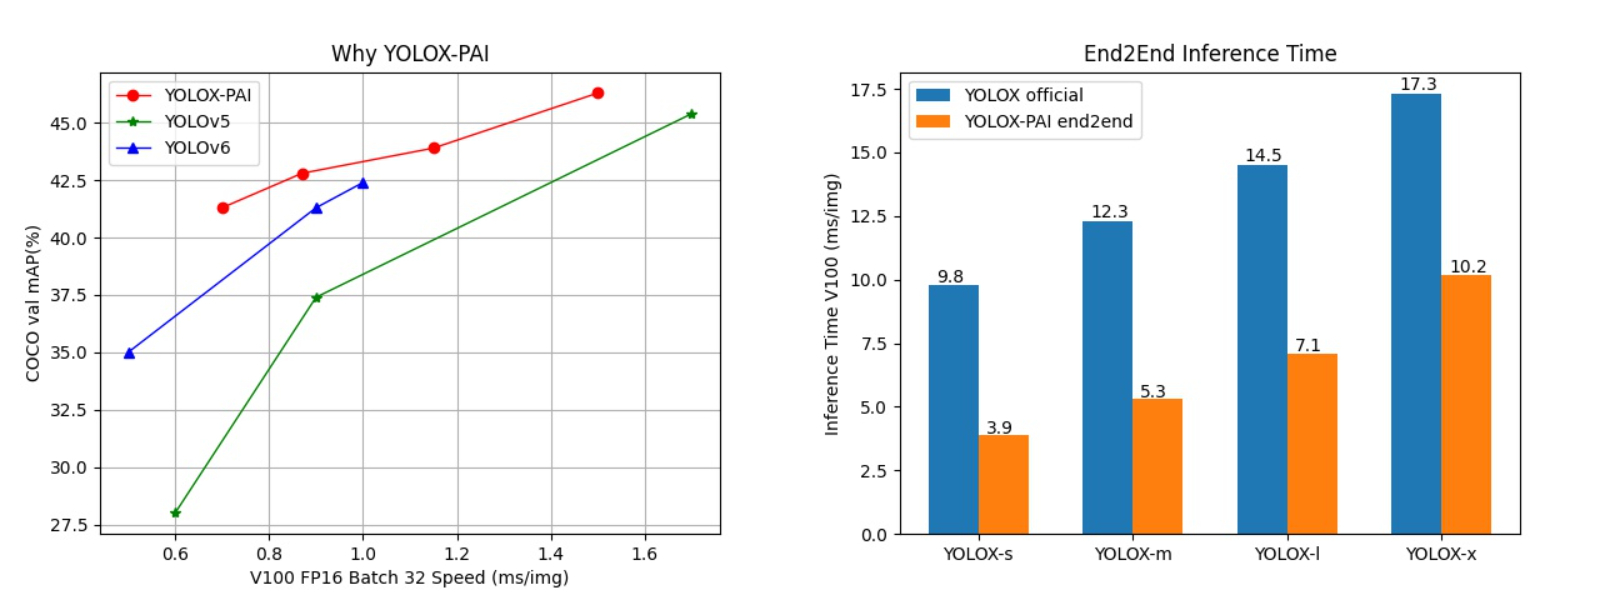 Why YOLOX-PAI
YOLOX-PAI
YOLOv5
YOLOv6
COCO val mAP(%)
45.0
42.5
40.0
37.5
35.0
32.5
30.0
27.5
0.6 0.8 1.0 1.2 1.4 1.6
V100 FP16 Batch 32 Speed (ms/img)
End2End Inference Time
YOLOX official
YOLOX-PAI end2end
Inference Time V100 (ms/img)
17.5
15.0
12.5
10.0
7.5
5.0
2.5
0.0
9.8
3.9
12.3
5.3
14.5
7.1
17.3
10.2
YOLOX-s YOLOX-m YOLOX-l YOLOX-x